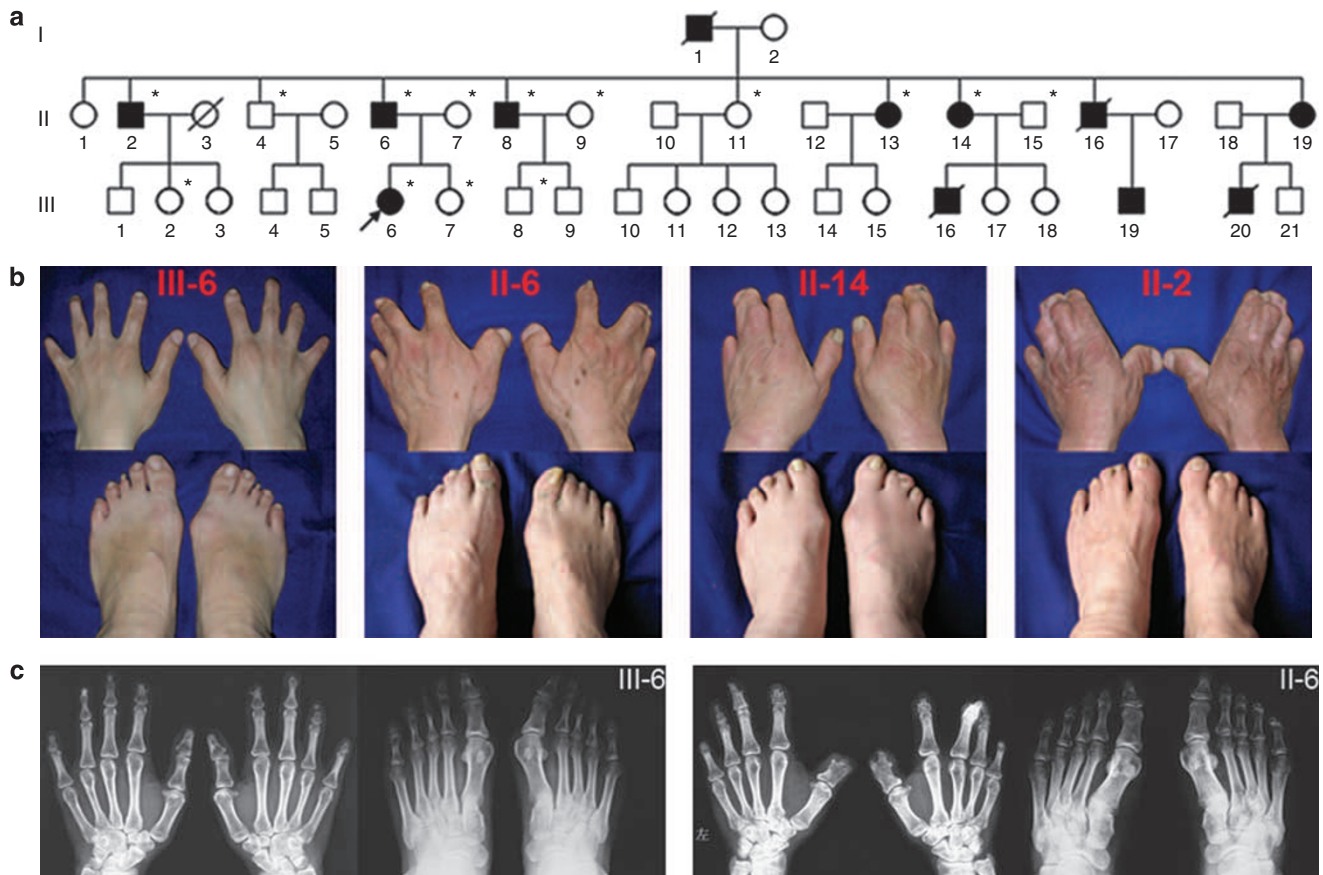 a
I
1 2
* * * * * * * * * *
II
1 2 3 4 5 6 7 8 9 10 11 12 13 14 15 16 17 18 19
* * * *
III
1 2 3 4 5 6 7 8 9 10 11 12 13 14 15 16 17 18 19 20 21
b
III-6 II-6 II-14 II-2
c
III-6 II-6
左